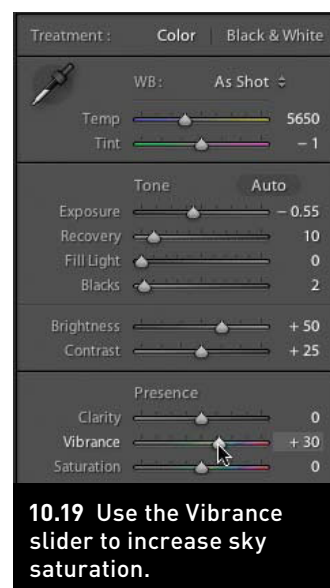 Treatment : Color | Black & White
WB : As Shot
Temp 5650
Tint – 1
Tone Auto
Exposure – 0.55
Recovery 10
Fill Light 0
Blacks 2
Brightness + 50
Contrast + 25
Presence
Clarity 0
Vibrance + 30
Saturation 0
10.19 Use the Vibrance
slider to increase sky
saturation.